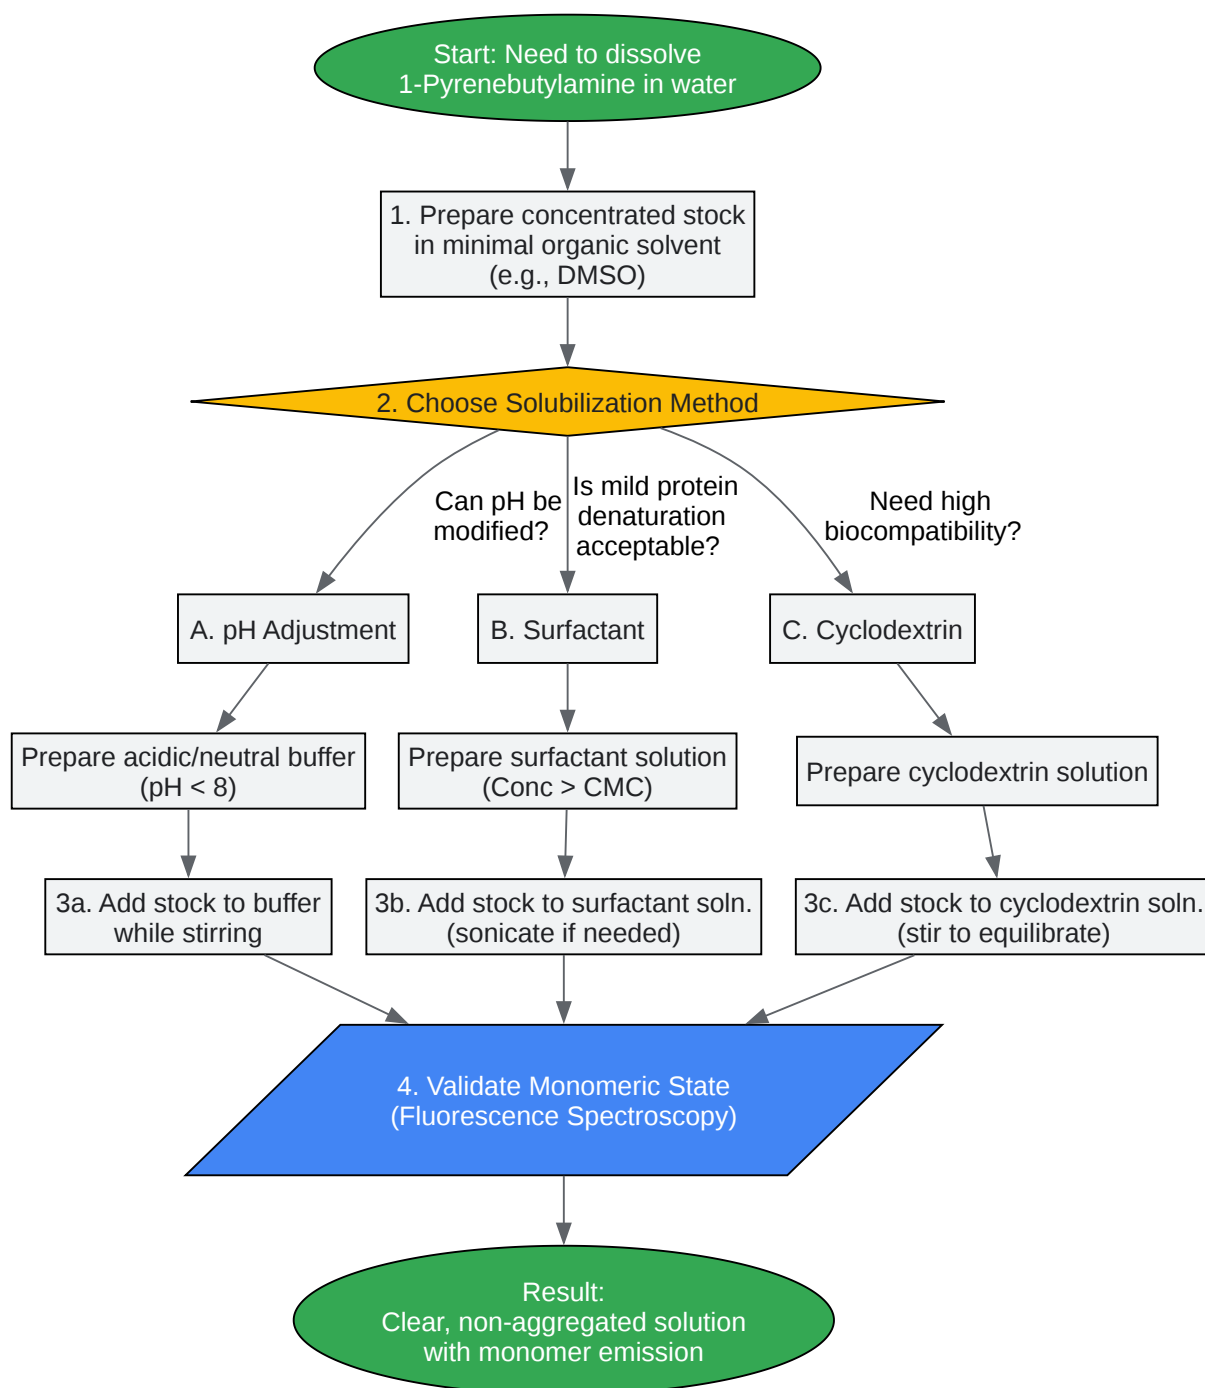 Start: Need to dissolve
1-Pyrenebutylamine in water
1. Prepare concentrated stock
in minimal organic solvent
(e.g., DMSO)
2. Choose Solubilization Method
Can pH be
modified?
Is mild protein
denaturation
acceptable?
Need high
biocompatibility?
A. pH Adjustment
B. Surfactant
C. Cyclodextrin
Prepare acidic/neutral buffer
(pH < 8)
Prepare surfactant solution
(Conc > CMC)
Prepare cyclodextrin solution
3a. Add stock to buffer
while stirring
3b. Add stock to surfactant soln.
(sonicate if needed)
3c. Add stock to cyclodextrin soln.
(stir to equilibrate)
4. Validate Monomeric State
(Fluorescence Spectroscopy)
Result:
Clear, non-aggregated solution
with monomer emission